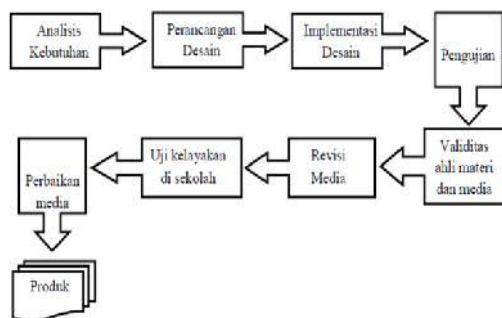 Analisis
Kebutuhan
Perancangan
Desain
Implementasi
Desain
Pengujian
Validitas
ahli materi
dan media
Revisi
Media
Uji kelayakan
di sekolah
Perbaikan
media
Produk